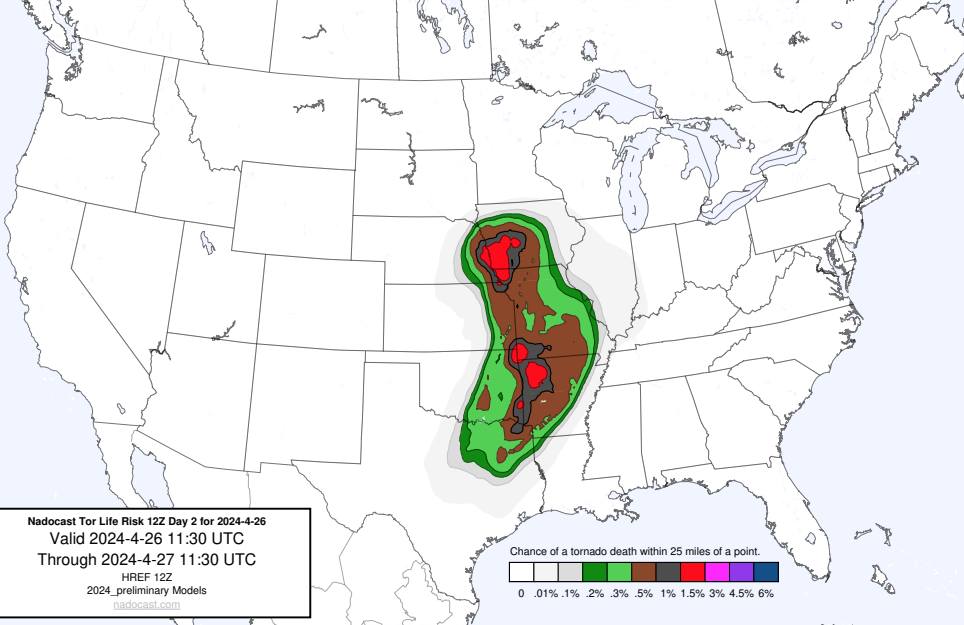 Nadocast Tor Life Risk 12Z Day 2 for 2024-4-26
Valid 2024-4-26 11:30 UTC
Through 2024-4-27 11:30 UTC
HREF 12Z
2024_preliminary Models
nadocast.com
Chance of a tornado death within 25 miles of a point.
0 .01% .1% .2% .3% .5% 1% 1.5% 3% 4.5% 6%